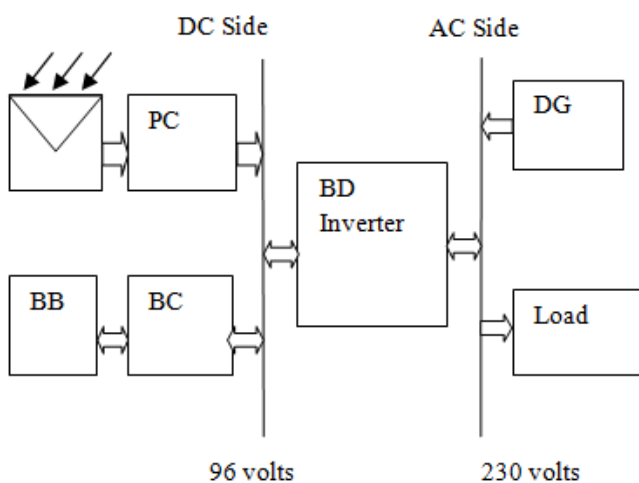 DC Side
AC Side
PC
DG
BD
Inverter
BB
BC
Load
96 volts
230 volts